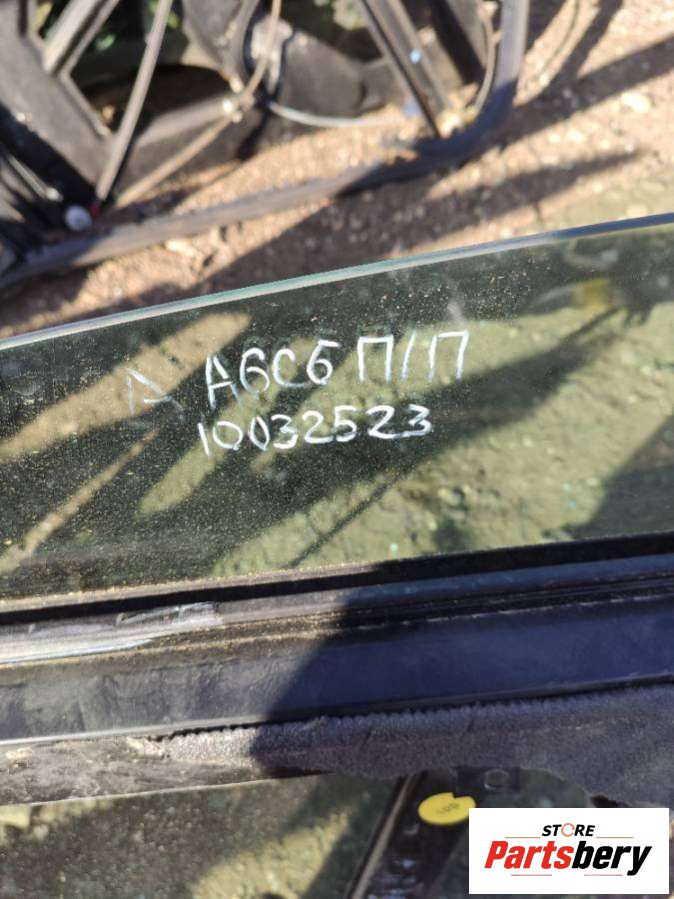 A A6C6 П/П
10032523
STORE
Partsbery